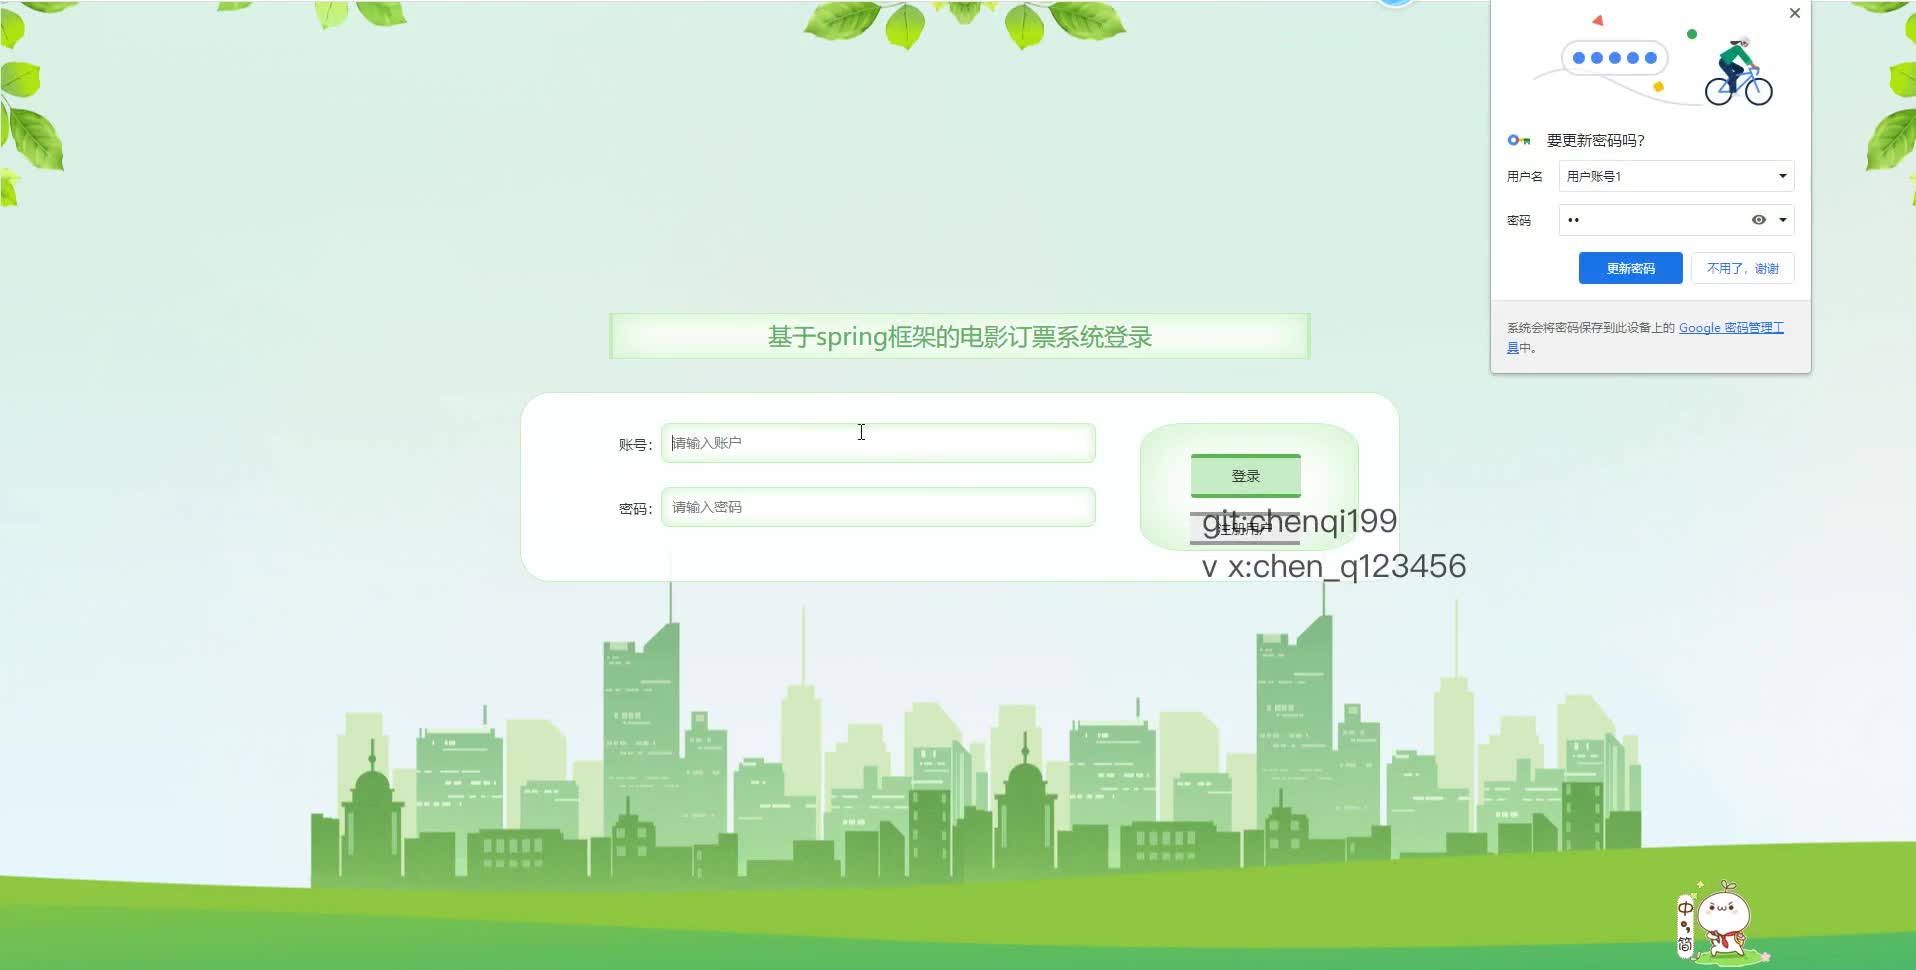 要更新密码吗?
用户名
用户账号1
密码
••
更新密码
不用了，谢谢
系统会将密码保存到此设备上的 Google 密码管理工
具中。
基于spring框架的电影订票系统登录
账号：
请输入账户
密码：
请输入密码
登录
注册用户
git:chenqi199
v x:chen_q123456
中
简